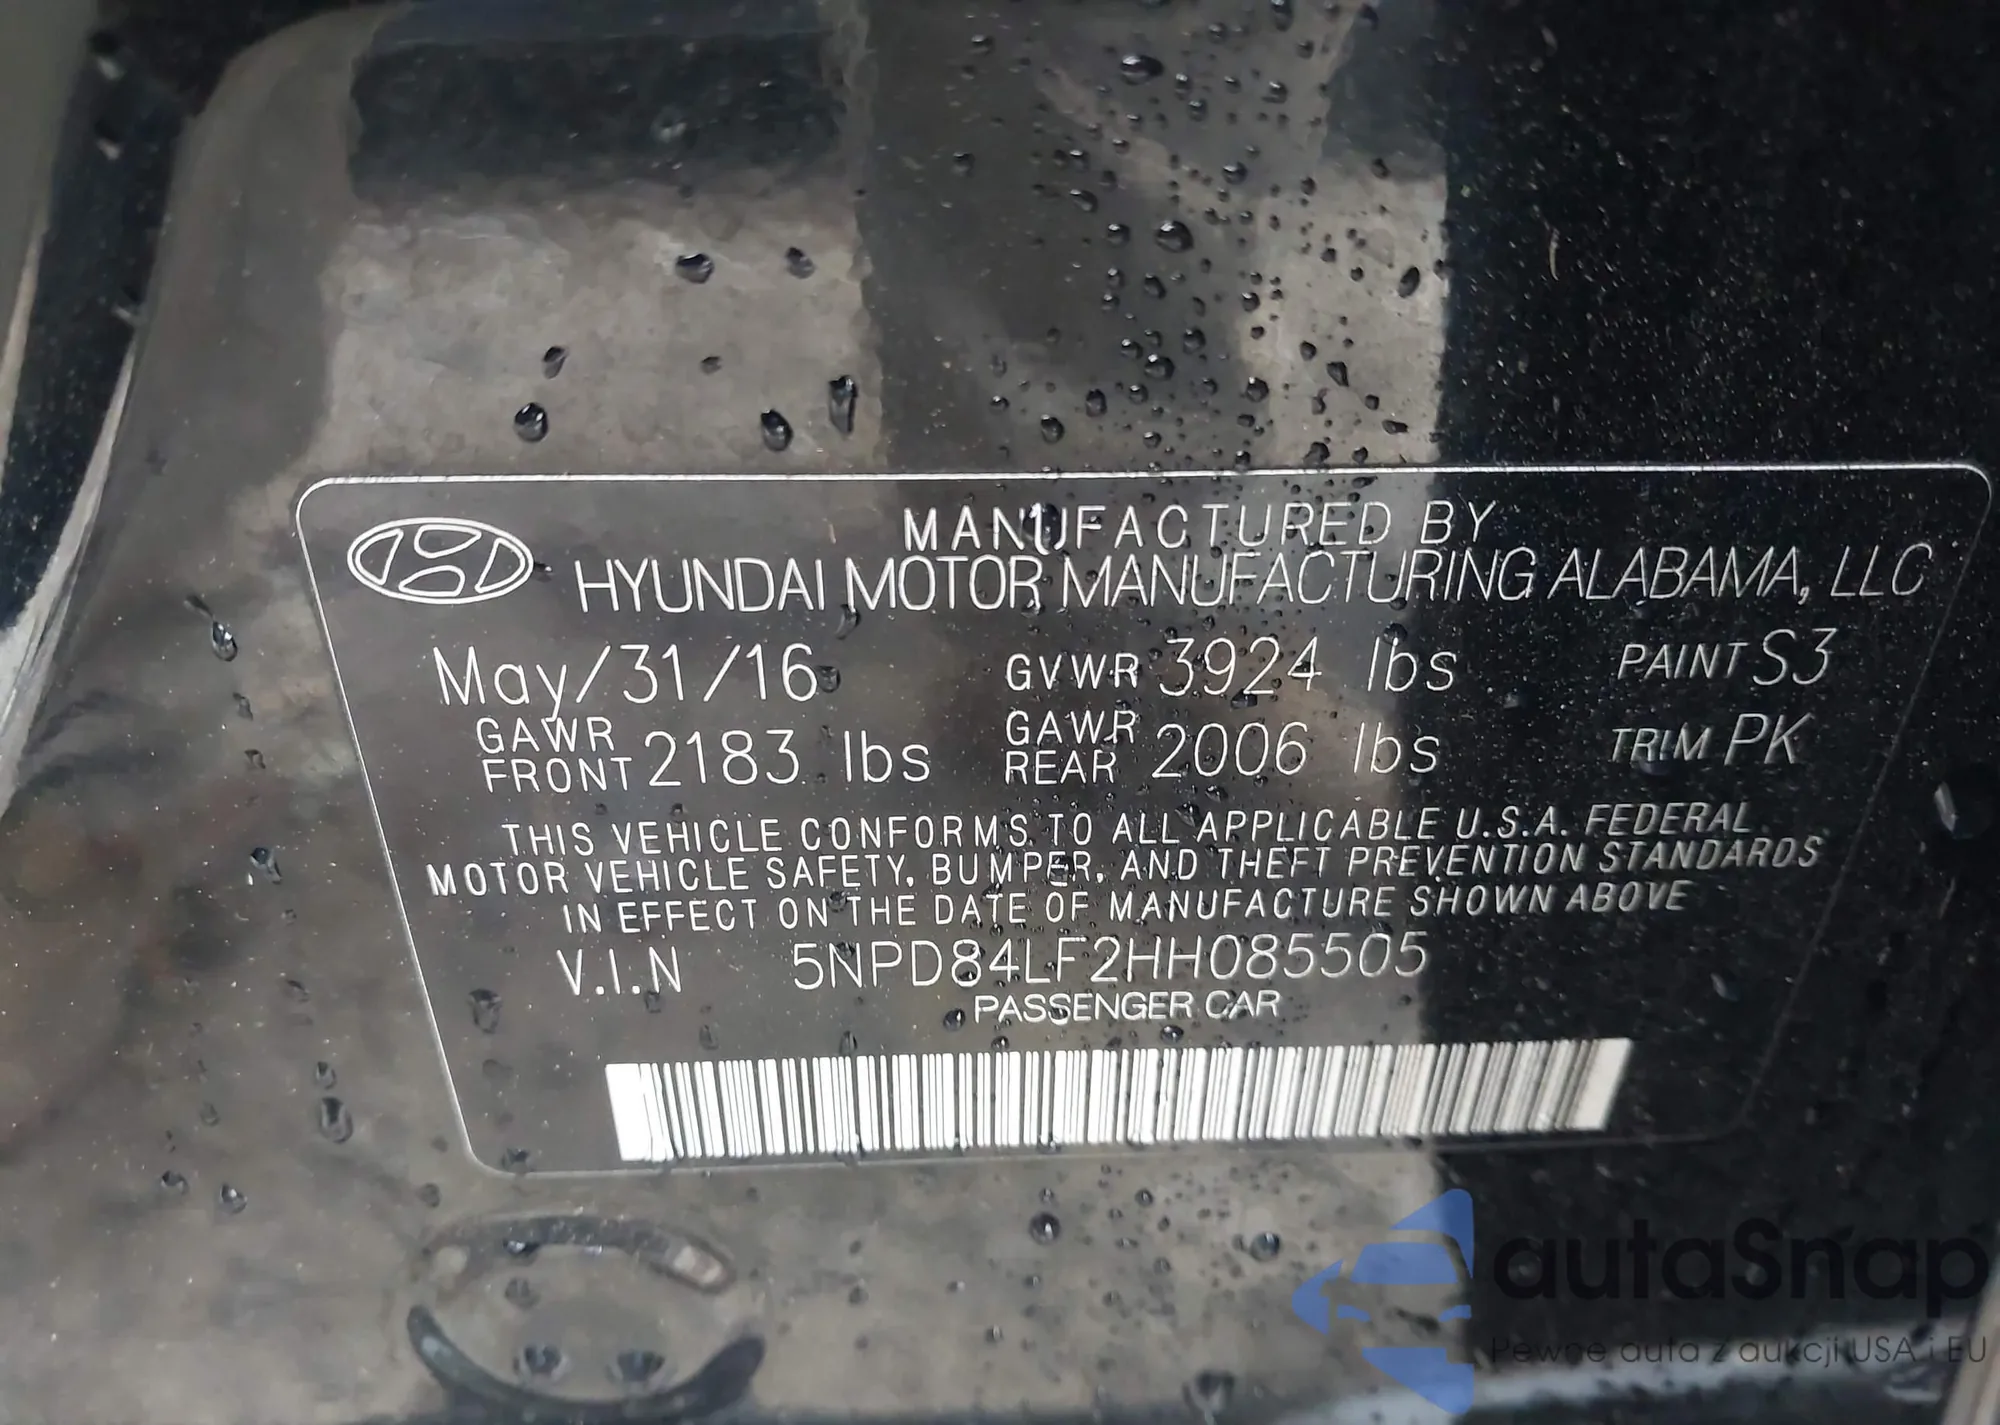 MANUFACTURED BY
HYUNDAI MOTOR MANUFACTURING ALABAMA, LLC
May/31/16 GVWR 3924 lbs PAINT S3
GAWR FRONT 2183 lbs GAWR REAR 2006 lbs TRIM PK
THIS VEHICLE CONFORMS TO ALL APPLICABLE U.S.A. FEDERAL
MOTOR VEHICLE SAFETY, BUMPER, AND THEFT PREVENTION STANDARDS
IN EFFECT ON THE DATE OF MANUFACTURE SHOWN ABOVE
V.I.N 5NPD84LF2HH085505
PASSENGER CAR
autaSnap
Pewne auta z aukcji USA i EU